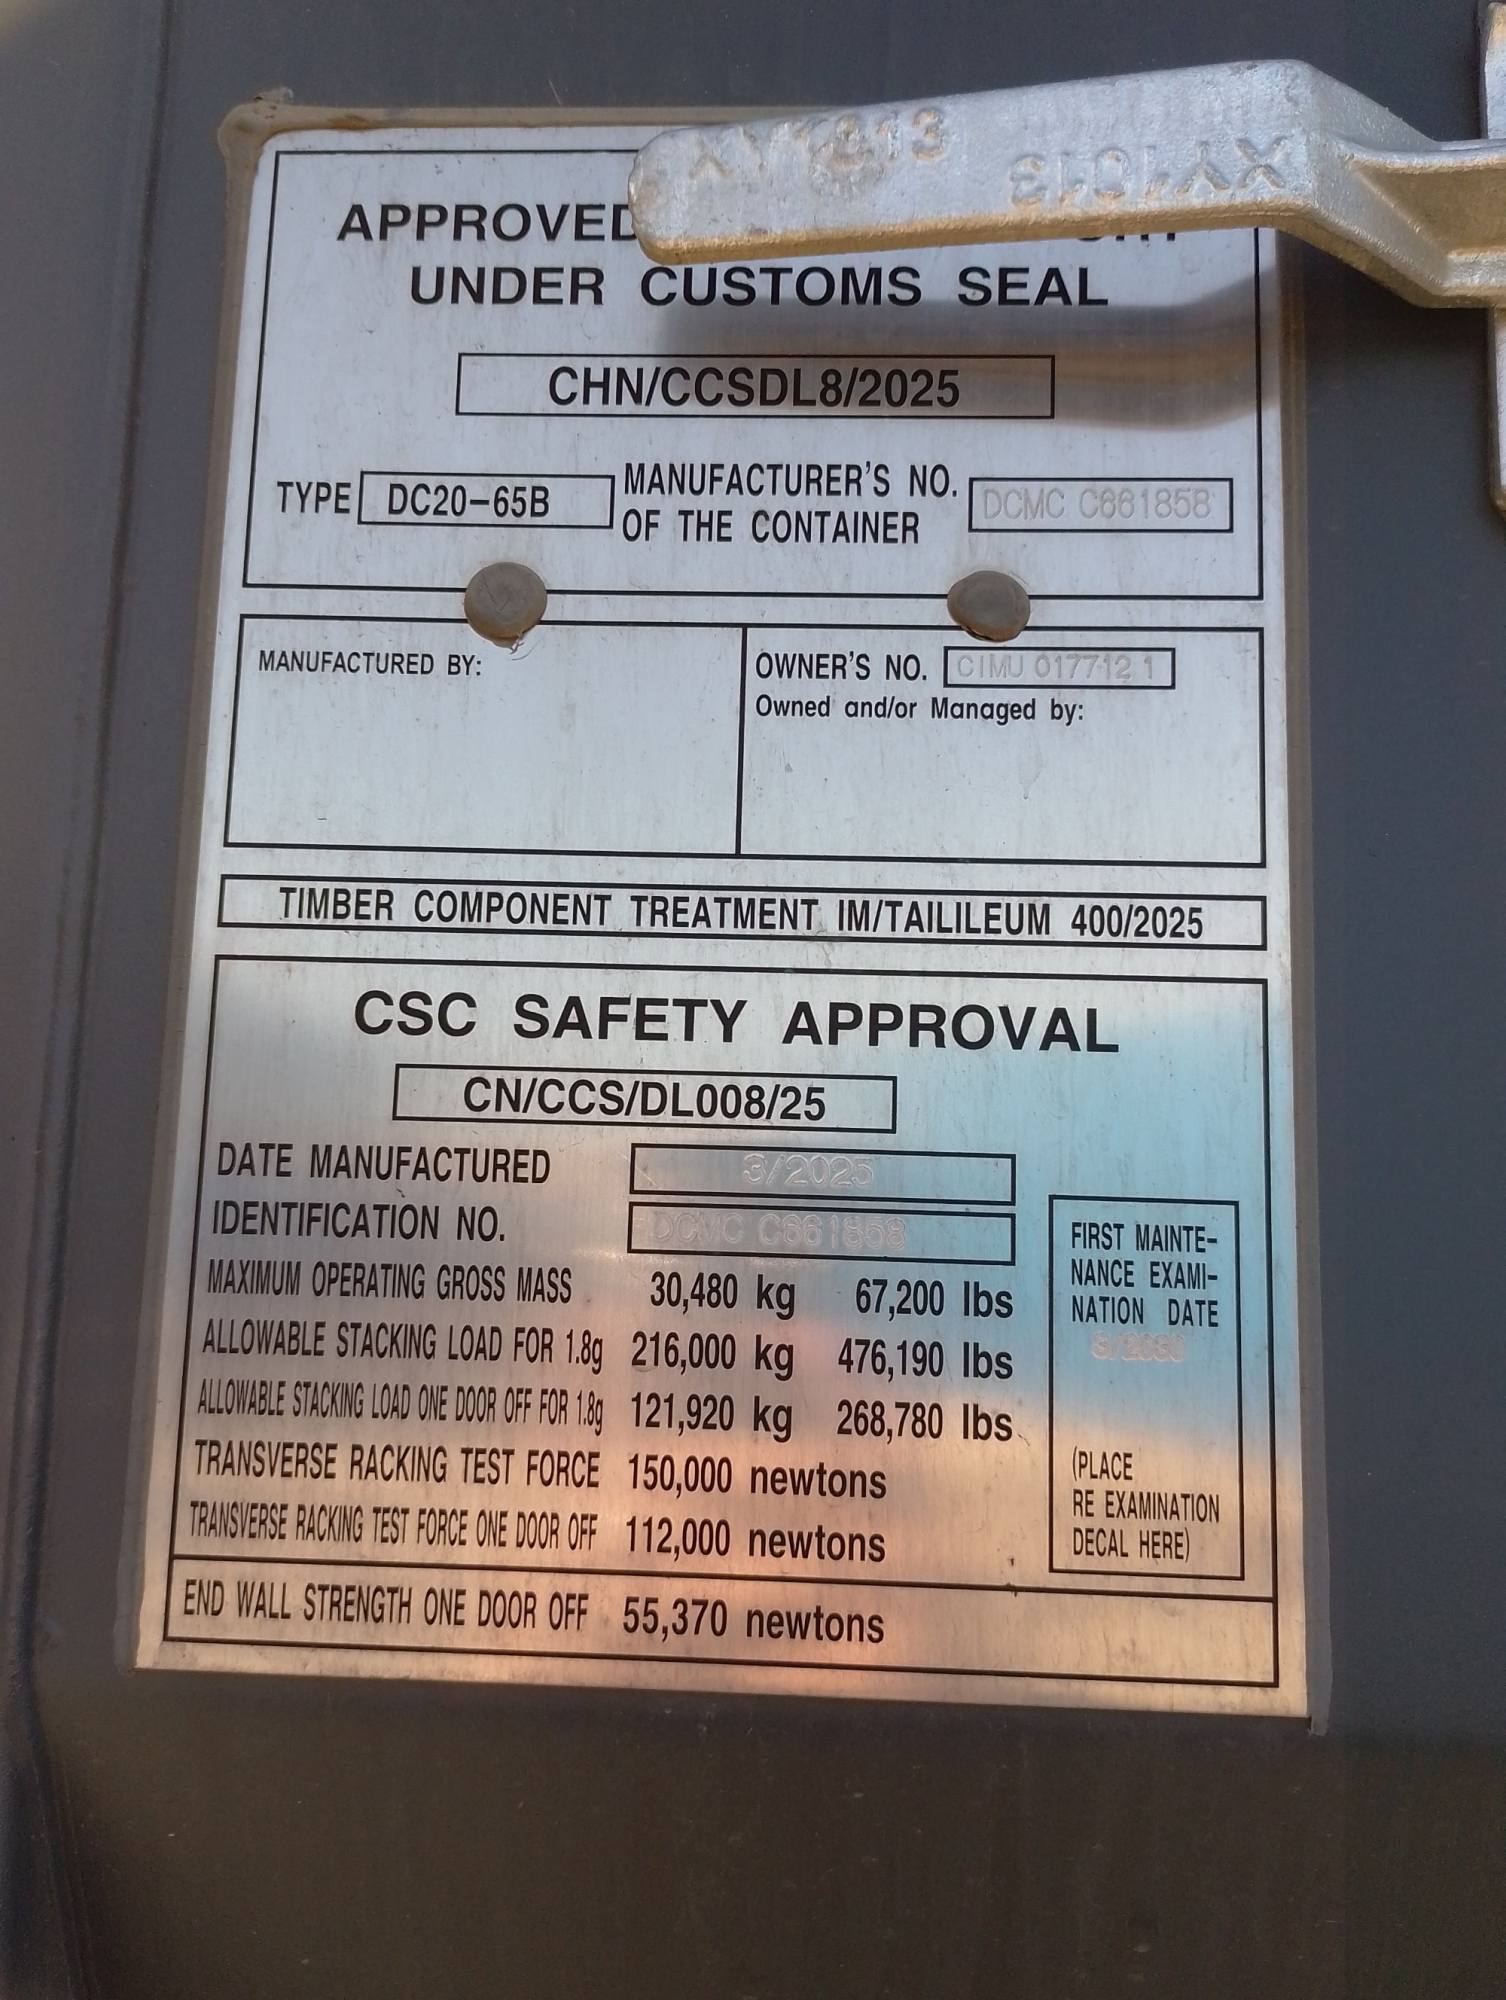 XY1013
XY1013
APPROVED
UNDER CUSTOMS SEAL
CHN/CCSDL8/2025
TYPE DC20-65B MANUFACTURER'S NO. OF THE CONTAINER DCMC C661858
MANUFACTURED BY:
OWNER'S NO. CIMU 017712 1
Owned and/or Managed by:
TIMBER COMPONENT TREATMENT IM/TAILILEUM 400/2025
CSC SAFETY APPROVAL
CN/CCS/DL008/25
DATE MANUFACTURED 3/2025
IDENTIFICATION NO. DCMC C661858
MAXIMUM OPERATING GROSS MASS 30,480 kg 67,200 lbs
ALLOWABLE STACKING LOAD FOR 1.8g 216,000 kg 476,190 lbs
ALLOWABLE STACKING LOAD ONE DOOR OFF FOR 1.8g 121,920 kg 268,780 lbs
TRANSVERSE RACKING TEST FORCE 150,000 newtons
TRANSVERSE RACKING TEST FORCE ONE DOOR OFF 112,000 newtons
END WALL STRENGTH ONE DOOR OFF 55,370 newtons
FIRST MAINTE-
NANCE EXAMI-
NATION DATE
3/2030
(PLACE
RE EXAMINATION
DECAL HERE)